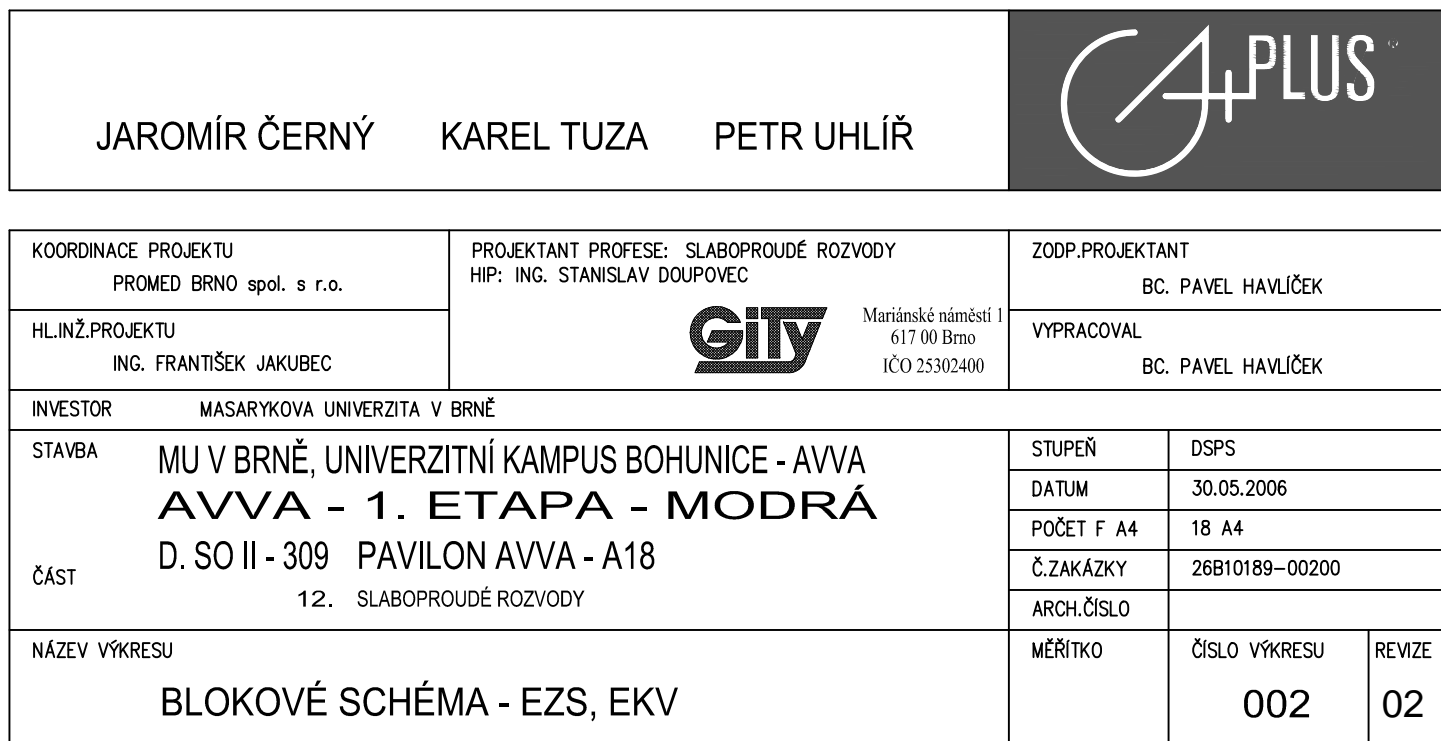 JAROMÍR ČERNÝ KAREL TUZA PETR UHLÍŘ
A PLUS
KOORDINACE PROJEKTU
PROMED BRNO spol. s r.o.
HL.INŽ.PROJEKTU
ING. FRANTIŠEK JAKUBEC
PROJEKTANT PROFESE: SLABOPROUDÉ ROZVODY
HIP: ING. STANISLAV DOUPOVEC
GiTy
Mariánské náměstí 1
617 00 Brno
IČO 25302400
ZODP.PROJEKTANT
BC. PAVEL HAVLÍČEK
VYPRACOVAL
BC. PAVEL HAVLÍČEK
INVESTOR MASARYKOVA UNIVERZITA V BRNĚ
STAVBA MU V BRNĚ, UNIVERZITNÍ KAMPUS BOHUNICE - AVVA
AVVA - 1. ETAPA - MODRÁ
D. SO II - 309 PAVILON AVVA - A18
ČÁST
12. SLABOPROUDÉ ROZVODY
STUPEŇ DSPS
DATUM 30.05.2006
POČET F A4 18 A4
Č.ZAKÁZKY 26B10189-00200
ARCH.ČÍSLO
NÁZEV VÝKRESU
BLOKOVÉ SCHÉMA - EZS, EKV
MĚŘÍTKO
ČÍSLO VÝKRESU
002
REVIZE
02